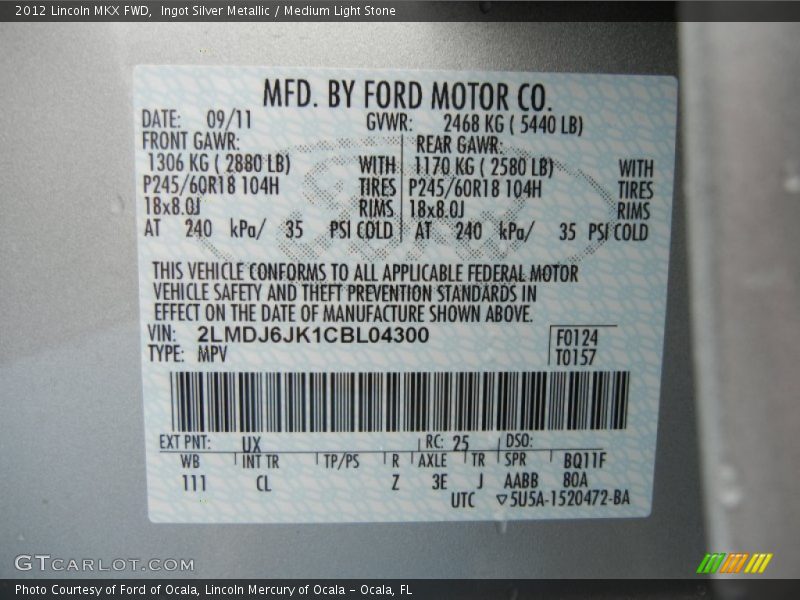 2012 Lincoln MKX FWD,  Ingot Silver Metallic / Medium Light Stone
MFD. BY FORD MOTOR CO.
DATE: 09/11 GVWR: 2468 KG ( 5440 LB)
FRONT GAWR: REAR GAWR:
1306 KG ( 2880 LB) WITH 1170 KG ( 2580 LB) WITH
P245/60R18 104H TIRES P245/60R18 104H TIRES
18x8.0J RIMS 18x8.0J RIMS
AT 240 kPa/ 35 PSI COLD AT 240 kPa/ 35 PSI COLD
THIS VEHICLE CONFORMS TO ALL APPLICABLE FEDERAL MOTOR
VEHICLE SAFETY AND THEFT PREVENTION STANDARDS IN
EFFECT ON THE DATE OF MANUFACTURE SHOWN ABOVE.
VIN: 2LMDJ6JK1CBL04300 F0124
TYPE: MPV T0157
EXT PNT: UX RC: 25 DSO:
WB INT TR TP/PS R AXLE TR SPR BQ11F
111 CL Z 3E J AABB 80A
UTC ▽5U5A-1520472-BA
GTCARLOT.COM
Photo Courtesy of Ford of Ocala, Lincoln Mercury of Ocala – Ocala, FL